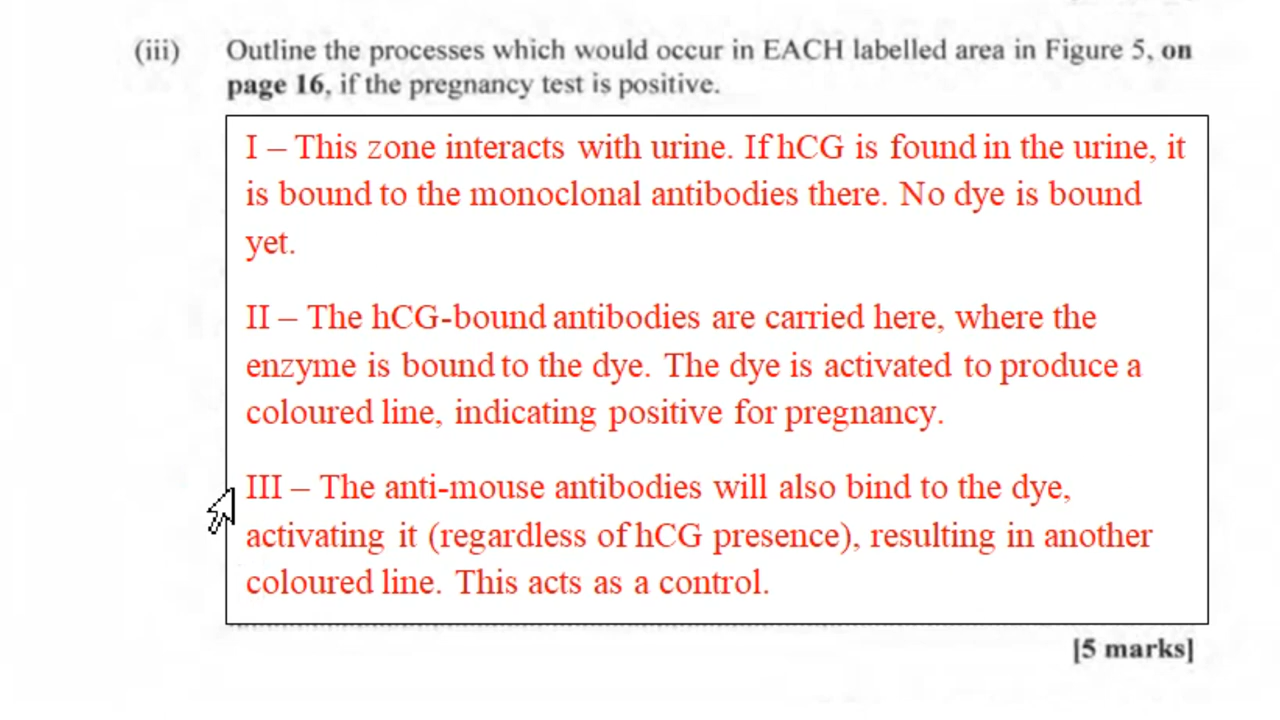 (iii) Outline the processes which would occur in EACH labelled area in Figure 5, on
page 16, if the pregnancy test is positive.
I – This zone interacts with urine. If hCG is found in the urine, it
is bound to the monoclonal antibodies there. No dye is bound
yet.
II – The hCG-bound antibodies are carried here, where the
enzyme is bound to the dye. The dye is activated to produce a
coloured line, indicating positive for pregnancy.
III – The anti-mouse antibodies will also bind to the dye,
activating it (regardless of hCG presence), resulting in another
coloured line. This acts as a control.
[5 marks]